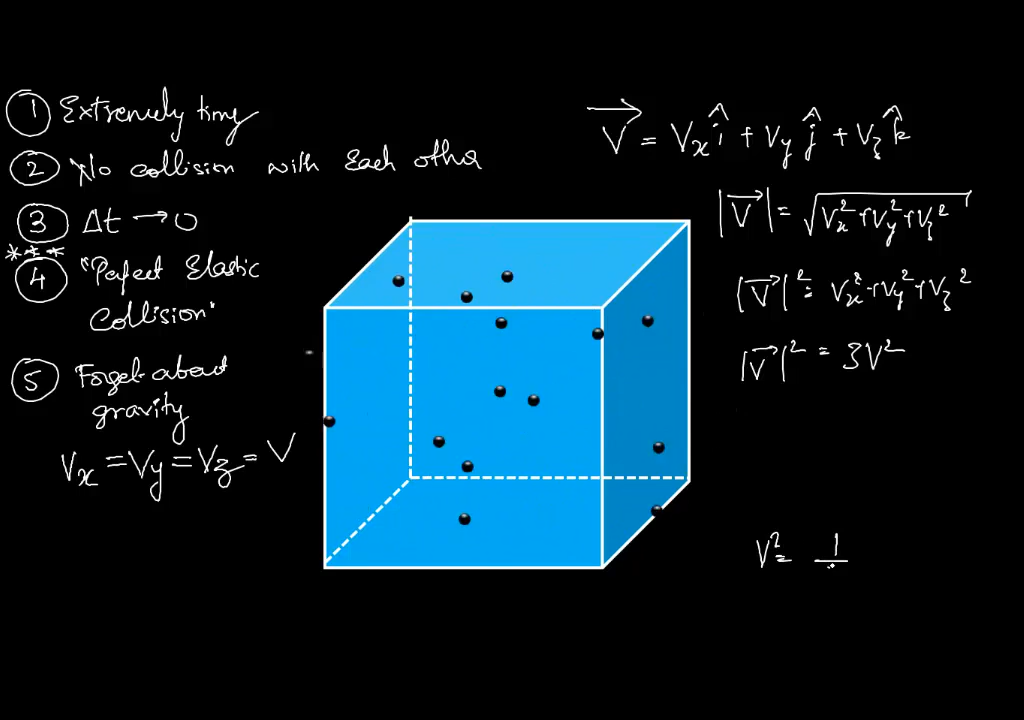 ① Extremely tiny
② No collision with Each other
③ Δt → 0
***
④ "Perfect Elastic
Collision"
⑤ Forget about
gravity
Vx = Vy = Vz = V
V⃗ = Vx î + Vy ĵ + Vz k̂
|V⃗| = √(Vx² + Vy² + Vz²)
|V⃗|² = Vx² + Vy² + Vz²
|V⃗|² = 3V²
V² = 1/